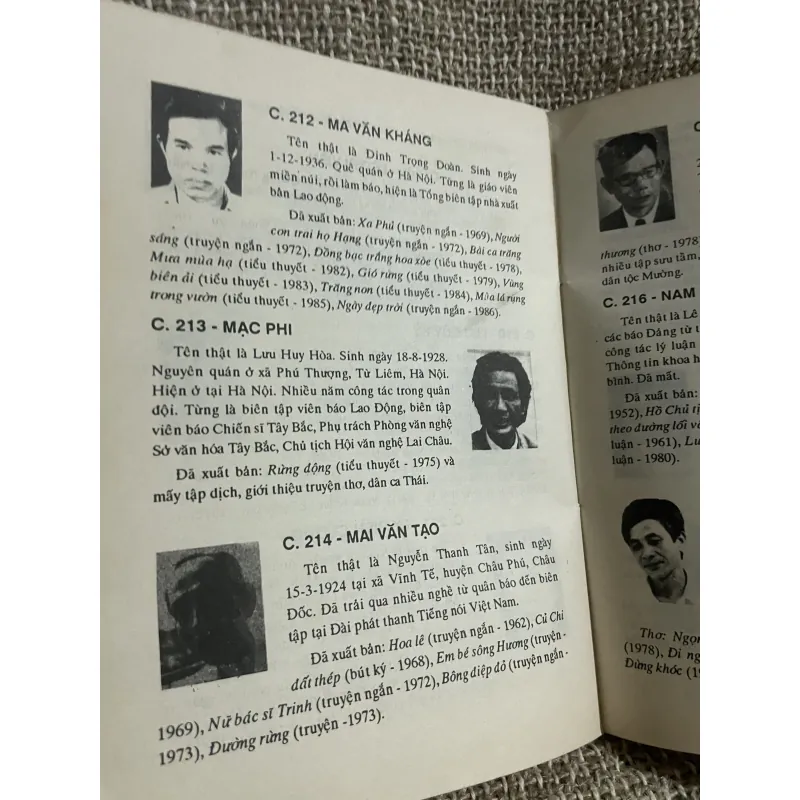 C. 212 - MA VĂN KHÁNG
Tên thật là Đinh Trọng Đoàn. Sinh ngày
1-12-1936. Quê quán ở Hà Nội. Từng là giáo viên
miền núi, rồi làm báo, hiện là Tổng biên tập nhà xuất
bản Lao động.
Đã xuất bản: Xa Phủ (truyện ngắn - 1969), Người
con trai họ Hạng (truyện ngắn - 1972), Bài ca trăng
sáng (truyện ngắn - 1972), Đồng bạc trắng hoa xòe (tiểu thuyết - 1978),
Mưa mùa hạ (tiểu thuyết - 1982), Gió rừng (tiểu thuyết - 1979), Vùng
biên ải (tiểu thuyết - 1983), Trăng non (tiểu thuyết - 1984), Mùa lá rụng
trong vườn (tiểu thuyết - 1985), Ngày đẹp trời (truyện ngắn - 1986).
C. 213 - MẠC PHI
Tên thật là Lưu Huy Hòa. Sinh ngày 18-8-1928.
Nguyên quán ở xã Phú Thượng, Từ Liêm, Hà Nội.
Hiện ở tại Hà Nội. Nhiều năm công tác trong quân
đội. Từng là biên tập viên báo Lao Động, biên tập
viên báo Chiến sĩ Tây Bắc, Phụ trách Phòng văn nghệ
Sở văn hóa Tây Bắc, Chủ tịch Hội văn nghệ Lai Châu.
Đã xuất bản: Rừng động (tiểu thuyết - 1975) và
mấy tập dịch, giới thiệu truyện thơ, dân ca Thái.
C. 214 - MAI VĂN TẠO
Tên thật là Nguyễn Thanh Tân, sinh ngày
15-3-1924 tại xã Vĩnh Tế, huyện Châu Phú, Châu
Đốc. Đã trải qua nhiều nghề từ quân báo đến biên
tập tại Đài phát thanh Tiếng nói Việt Nam.
Đã xuất bản: Hoa lê (truyện ngắn - 1962), Củ Chi
đất thép (bút ký - 1968), Em bé sông Hương (truyện -
1969), Nữ bác sĩ Trinh (truyện ngắn - 1972), Bông điệp đỏ (truyện ngắn -
1973), Đường rừng (truyện -1973).
thương (thơ - 1978
nhiều tập sưu tầm,
dân tộc Mường.
C. 216 - NAM
Tên thật là Lê
các báo Đảng từ t
công tác lý luận
Thông tin khoa h
bình. Đã mất.
Đã xuất bản:
1952), Hồ Chủ tị
theo đường lối v
luận - 1961), Lu
luận - 1980).
Thơ: Ngọn
(1978), Đi ng
Đừng khóc (1